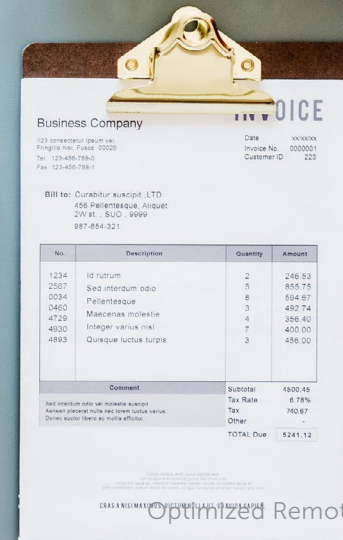 INVOICE
Business Company
123 consectetur ipsum vel,
Pringilla nisi, Fusce 00020
Tel. 123-456-789-0
Fax 123-456-789-1
Date xx/xx/xx
Invoice No. 0000001
Customer ID 223
Bill to: Curabitur suscipit ,LTD
456 Pellentesque, Aliquet
2W st. , SUO , 9999
987-654-321
No. Description Quantity Amount
1234 Id rutrum 2 246.53
2567 Sed interdum odio 5 855.75
0034 Pellentesque 8 594.67
0460 Maecenas molestie 3 492.74
4729 Integer varius nisl 4 356.40
4930 Quisque luctus turpis 7 400.00
4893 3 456.00
Comment
Sed interdum odio vel molestie suscipit
Aenean placerat nulla nec lorem luctus varius.
Donec auctor libero ac mollis efficitur.
Subtotal 4500.45
Tax Rate 6.78%
Tax 740.67
Other -
TOTAL Due 5241.12
CRAS A NISI MAXIMUS
Optimized Remot